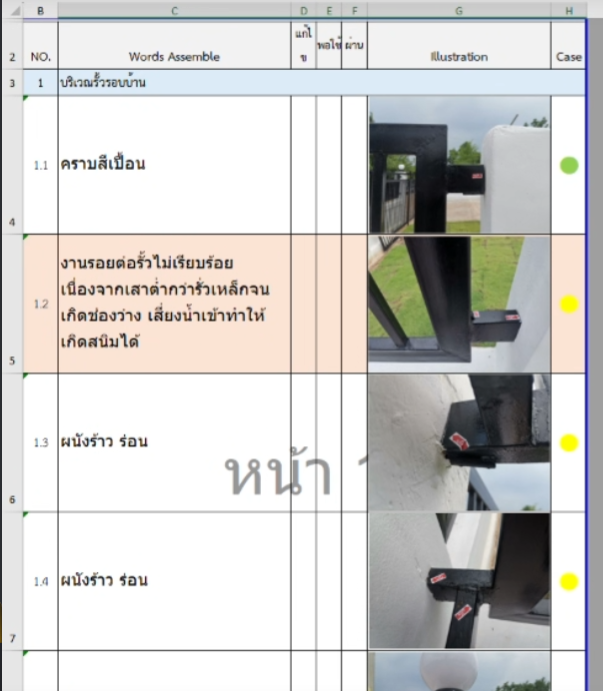 B C D E F G H
2 NO. Words Assemble แก้ไข พอใช้ ผ่าน Illustration Case
3 1 บริเวณรั้วรอบบ้าน
4 1.1 คราบสีเปื้อน
งานรอยต่อรั้วไม่เรียบร้อย
เนื่องจากเสาต่ำกว่ารั้วเหล็กจน
5 1.2 เกิดช่องว่าง เสี่ยงน้ำเข้าทำให้
เกิดสนิมได้
6 1.3 ผนังร้าว ร่อน
หน้า
7 1.4 ผนังร้าว ร่อน